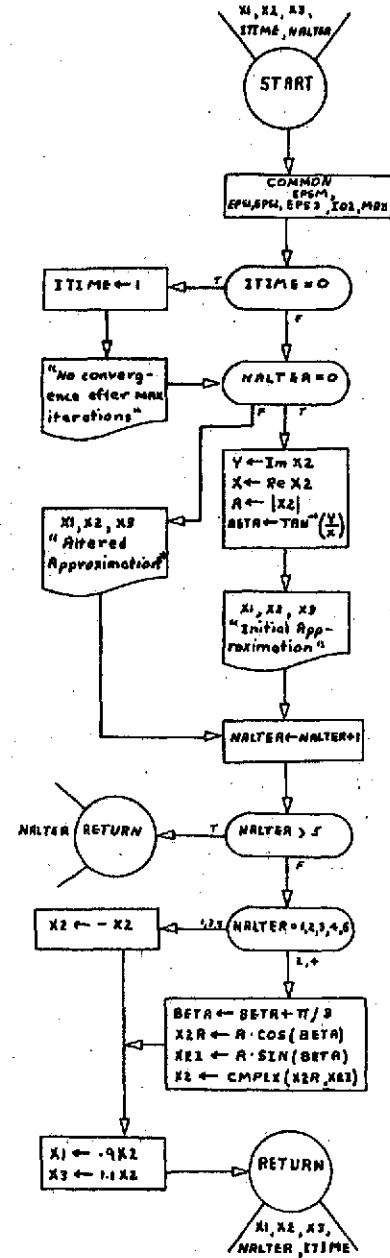 X1, X2, X3,
ITIME, NALTER
START
COMMON
EPSM,
EPS1, EPS2, EPS3, IO2, MAX
ITIME = 0
T
F
ITIME ← 1
"No converg-
ence after MAX
iterations"
NALTER = 0
F
T
Y ← Im X2
X ← Re X2
R ← |X2|
BETA ← TAN⁻¹(Y/X)
X1, X2, X3
"Altered
Approximation"
X1, X2, X3
"Initial App-
roximation"
NALTER ← NALTER+1
NALTER > 5
T
F
NALTER
RETURN
NALTER = 1,2,3,4,5
1,3,5
2,4
X2 ← - X2
BETA ← BETA + π/3
X2R ← R · COS(BETA)
X2I ← R · SIN(BETA)
X2 ← CMPLX(X2R, X2I)
X1 ← .9X2
X3 ← 1.1X2
RETURN
X1, X2, X3,
NALTER, ITIME